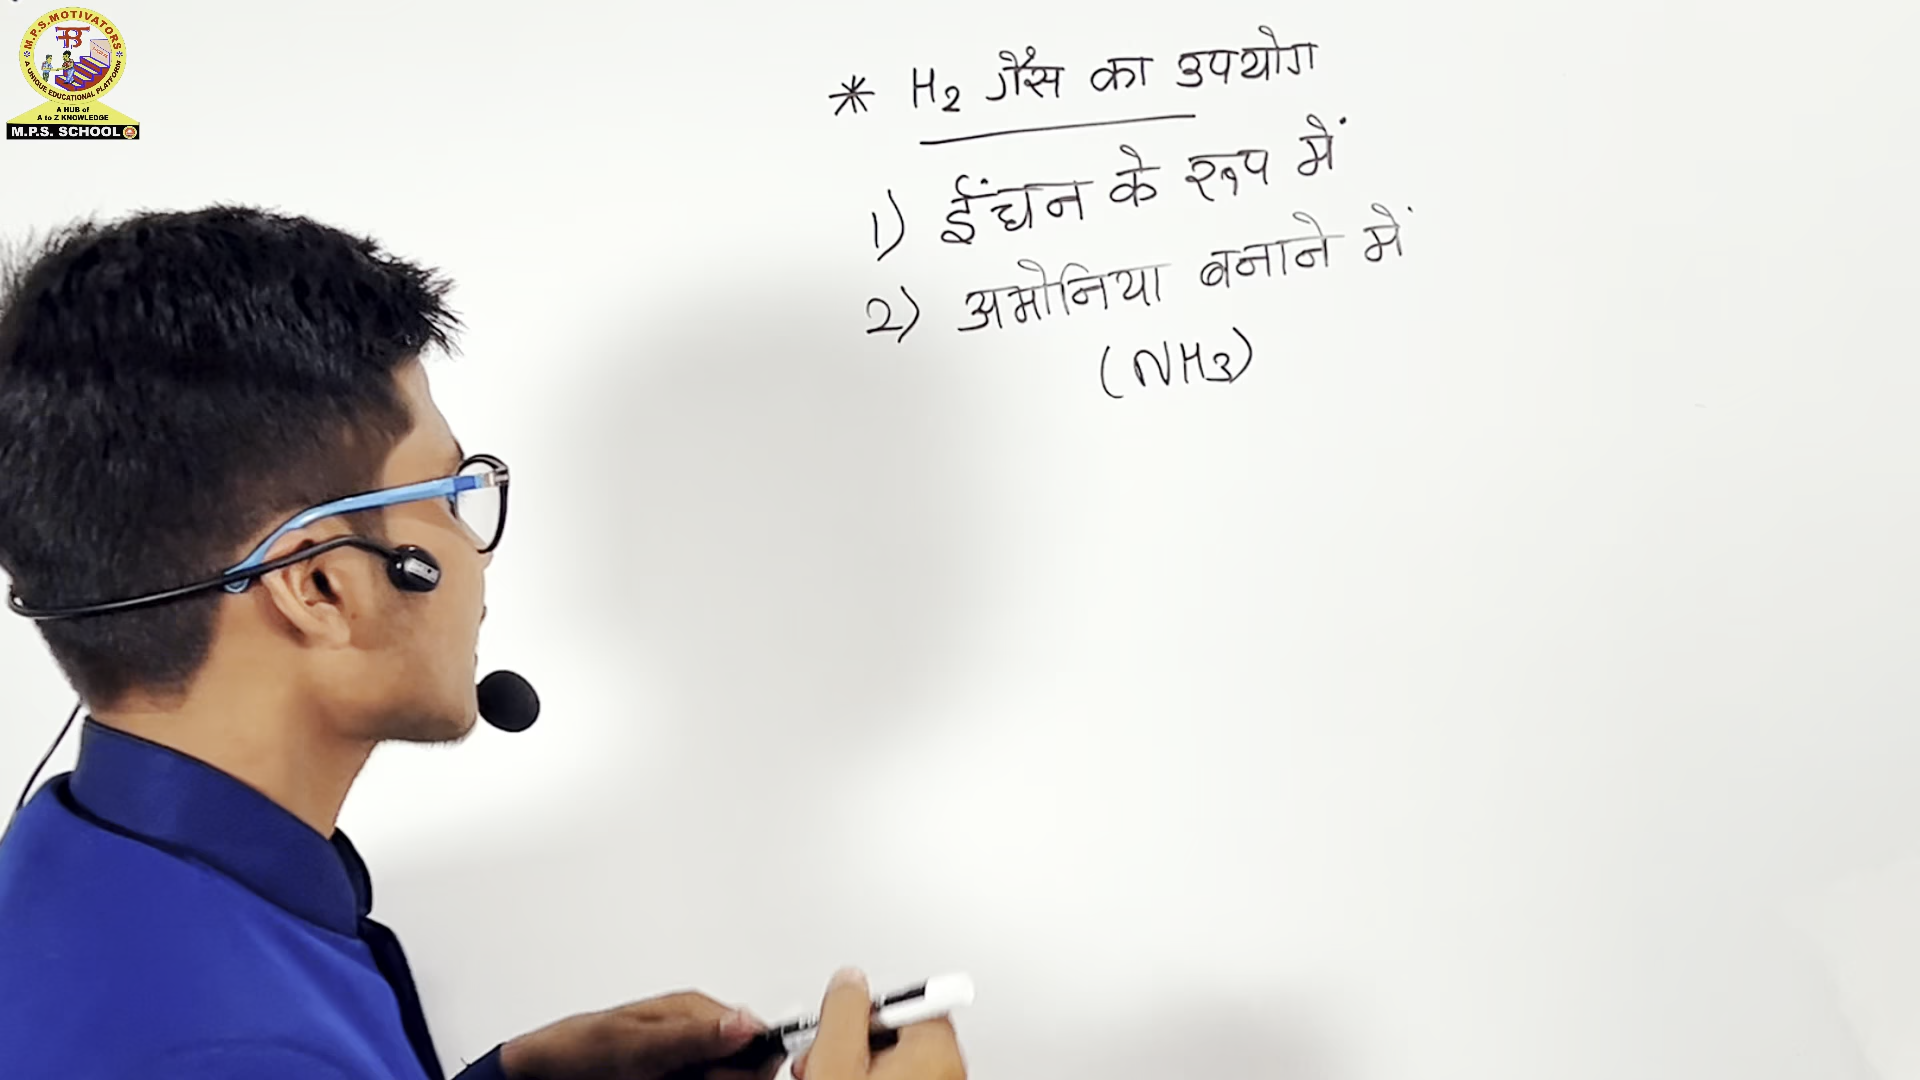 M.P.S. MOTIVATORS
A UNIQUE EDUCATIONAL PLATFORM
A HUB of
A to Z KNOWLEDGE
M.P.S. SCHOOL
* H2 गैस का उपयोग
1) ईंधन के रूप में
2) अमोनिया बनाने में
(NH3)